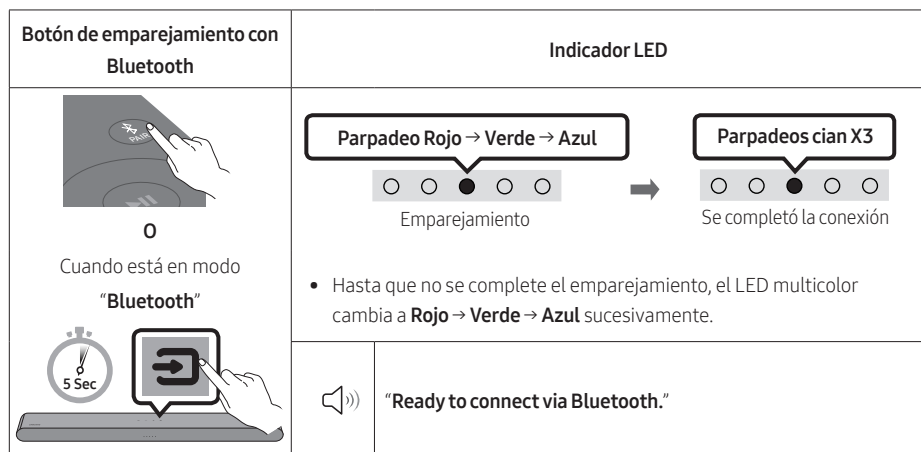 Botón de emparejamiento con
Bluetooth
Indicador LED
PAIR
O
Cuando está en modo
"Bluetooth"
5 Sec
Parpadeo Rojo → Verde → Azul
Emparejamiento
Parpadeos cian X3
Se completó la conexión
• Hasta que no se complete el emparejamiento, el LED multicolor
cambia a Rojo → Verde → Azul sucesivamente.
"Ready to connect via Bluetooth."